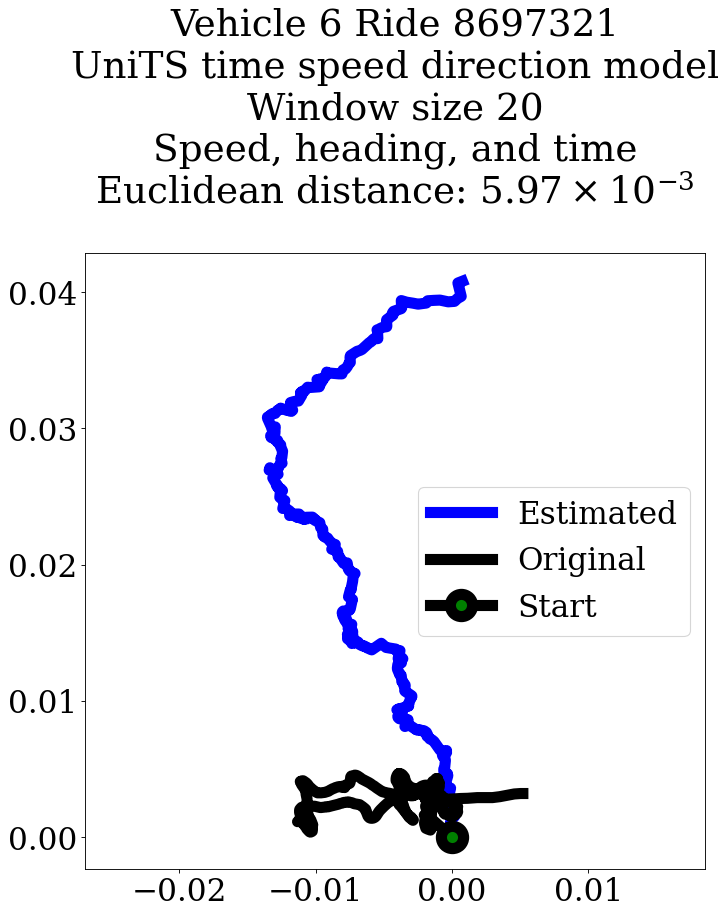 Vehicle 6 Ride 8697321
UniTS time speed direction model
Window size 20
Speed, heading, and time
Euclidean distance: 5.97 × 10⁻³
0.04
0.03
0.02
0.01
0.00
Estimated
Original
Start
−0.02 −0.01 0.00 0.01